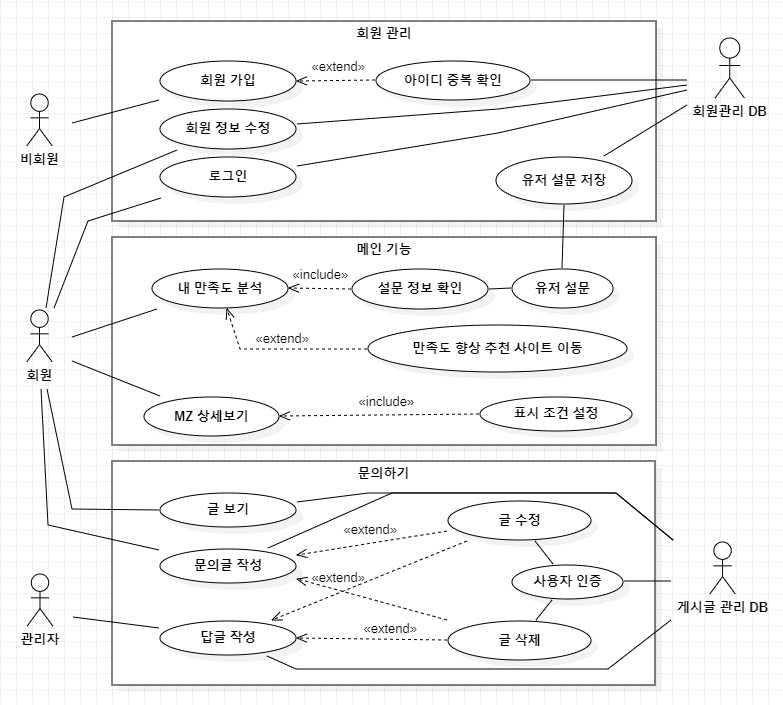 회원 관리
회원 가입
«extend»
아이디 중복 확인
회원관리 DB
비회원
회원 정보 수정
로그인
유저 설문 저장
메인 기능
내 만족도 분석
«include»
설문 정보 확인
유저 설문
«extend»
만족도 향상 추천 사이트 이동
회원
MZ 상세보기
«include»
표시 조건 설정
문의하기
글 보기
글 수정
«extend»
문의글 작성
«extend»
사용자 인증
게시글 관리 DB
관리자
답글 작성
«extend»
글 삭제